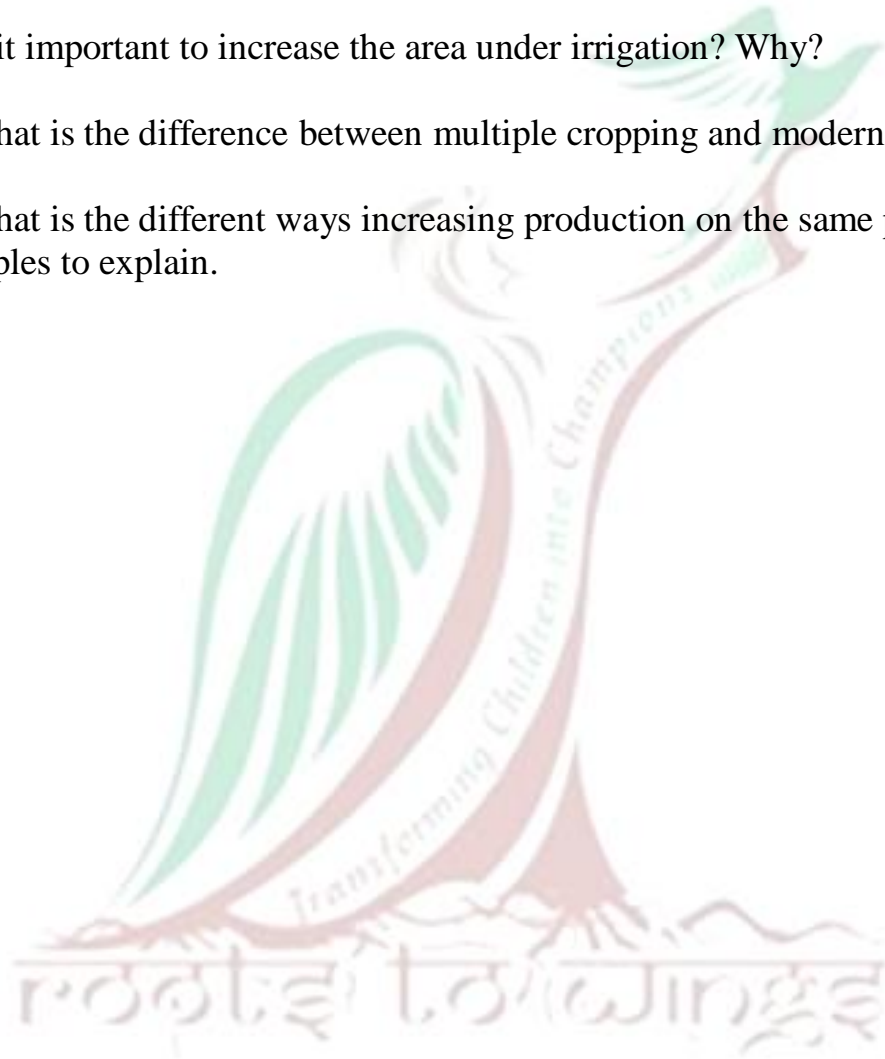 it important to increase the area under irrigation? Why?
hat is the difference between multiple cropping and modern
hat is the different ways increasing production on the same
ples to explain.
Transforming Children into Champions
roots to wings